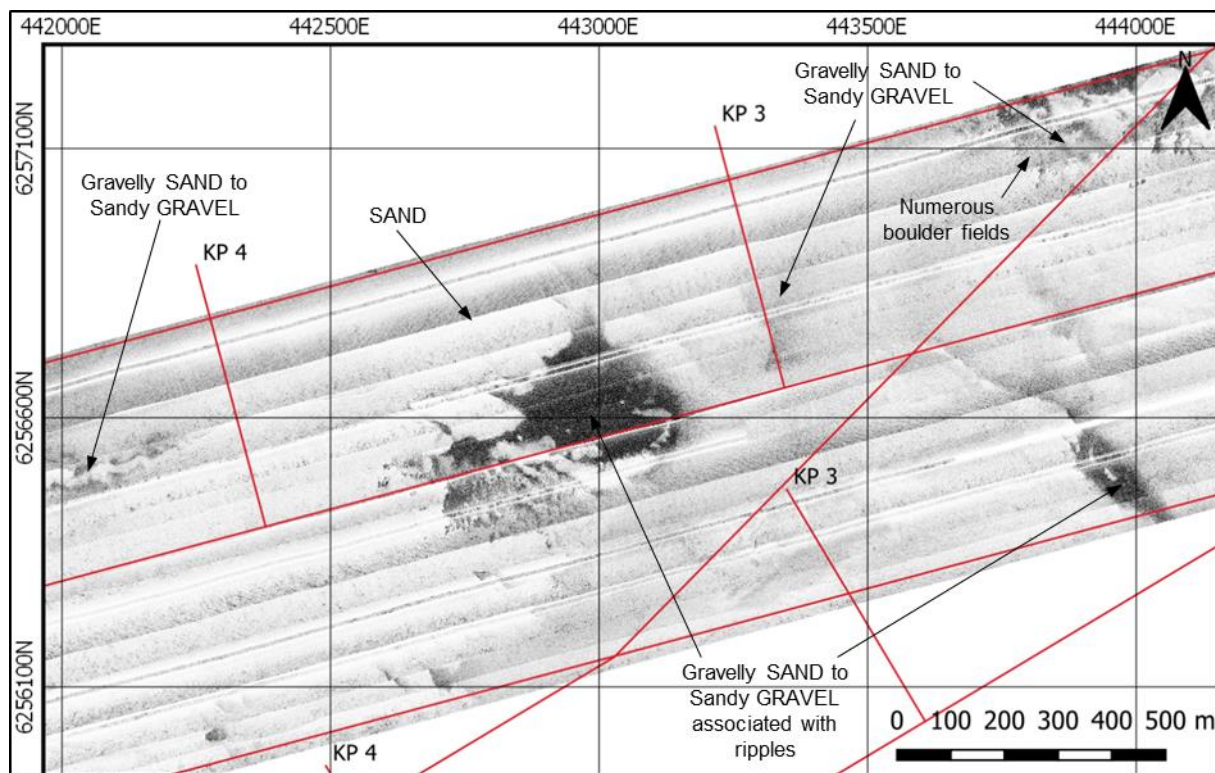 442000E
442500E
443000E
443500E
444000E
N
Gravelly SAND to
Sandy GRAVEL
KP 3
6257100N
Gravelly SAND to
Sandy GRAVEL
SAND
KP 4
Numerous
boulder fields
6256600N
KP 3
Gravelly SAND to
Sandy GRAVEL
associated with
ripples
6256100N
0 100 200 300 400 500 m
KP 4